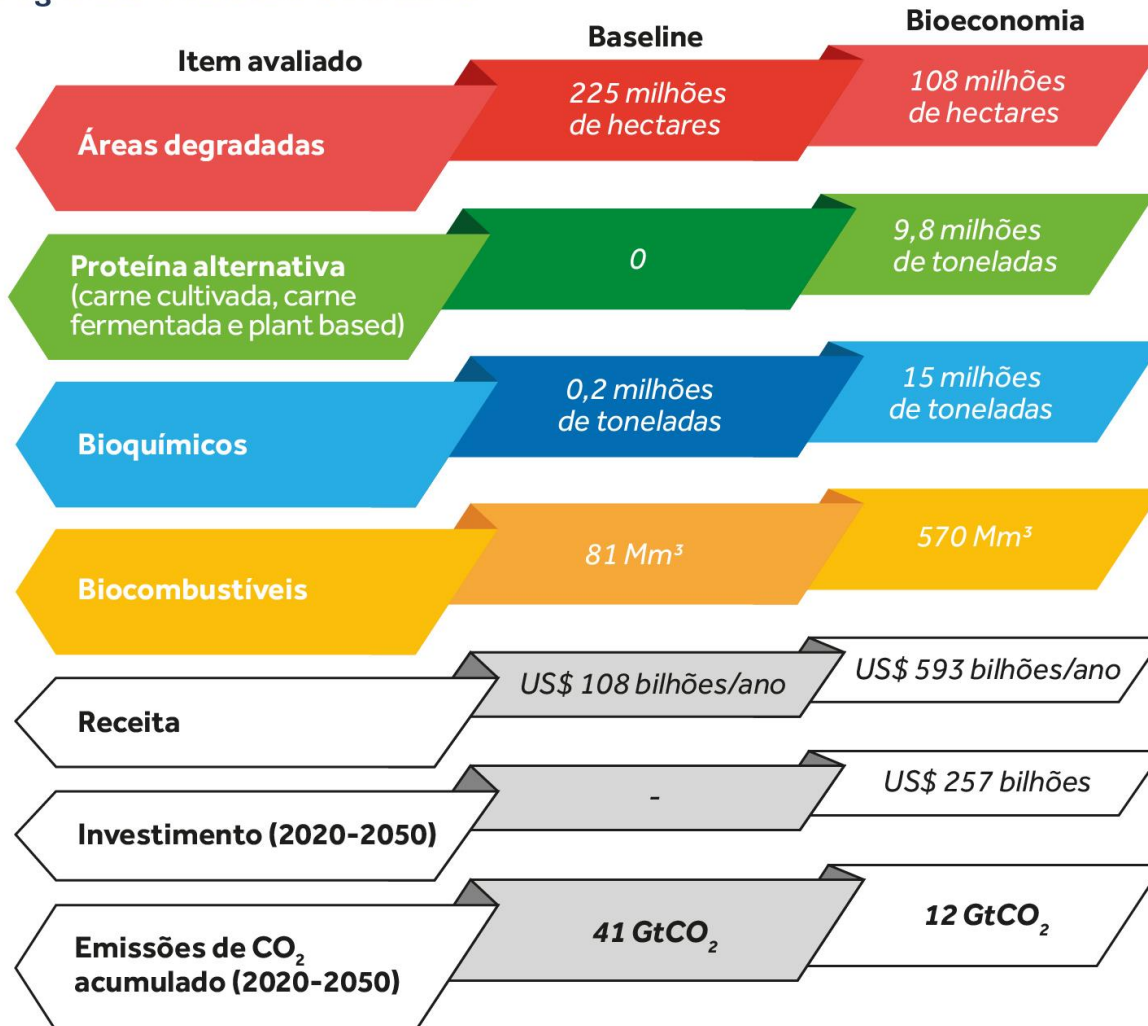 Item avaliado
Baseline
Bioeconomia
Áreas degradadas
225 milhões
de hectares
108 milhões
de hectares
Proteína alternativa
(carne cultivada, carne
fermentada e plant based)
0
9,8 milhões
de toneladas
Bioquímicos
0,2 milhões
de toneladas
15 milhões
de toneladas
Biocombustíveis
81 Mm³
570 Mm³
Receita
US$ 108 bilhões/ano
US$ 593 bilhões/ano
Investimento (2020-2050)
-
US$ 257 bilhões
Emissões de CO₂
acumulado (2020-2050)
41 GtCO₂
12 GtCO₂